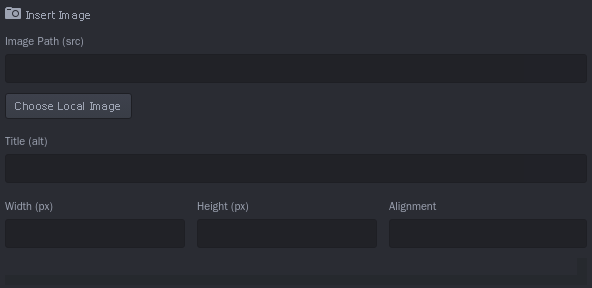 Insert Image
Image Path (src)
Choose Local Image
Title (alt)
Width (px) Height (px) Alignment